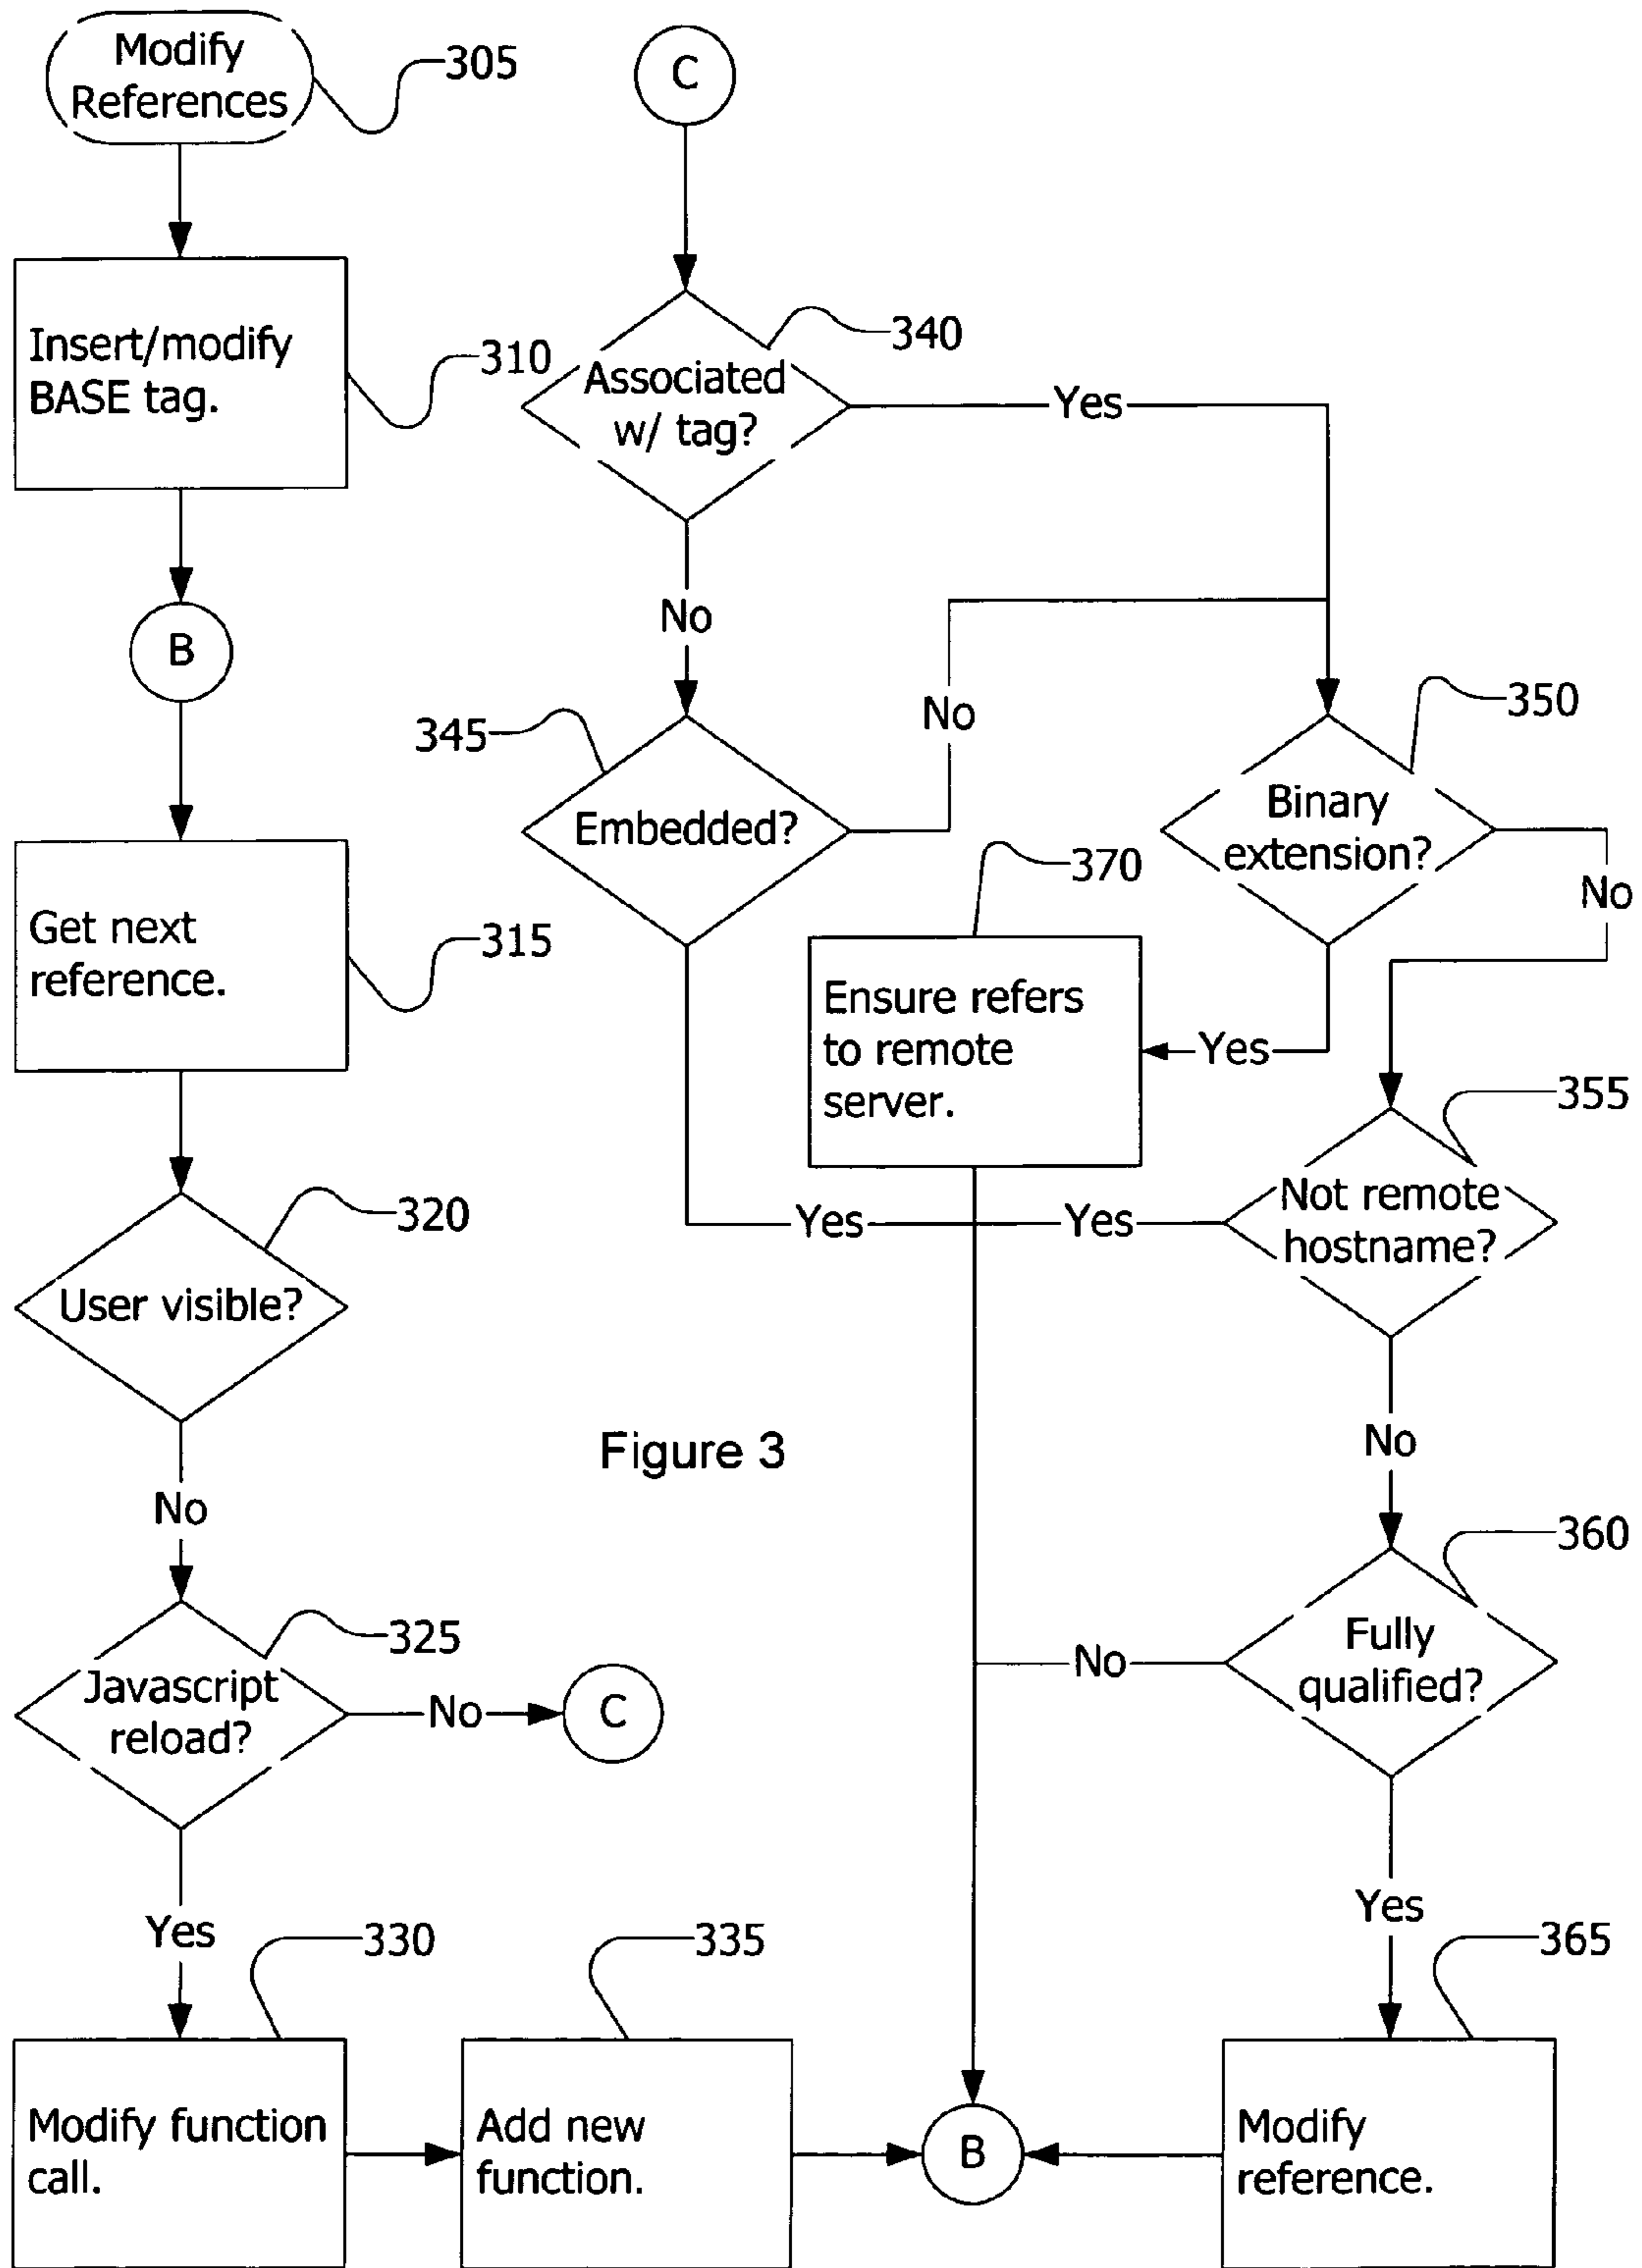 Modify
References
305
Insert/modify
BASE tag.
310
B
Get next
reference.
315
User visible?
320
No
Javascript
reload?
325
No
C
Yes
Modify function
call.
330
Add new
function.
335
B
C
Associated
w/ tag?
340
Yes
No
Embedded?
345
No
Yes
Binary
extension?
350
No
Yes
Ensure refers
to remote
server.
370
Not remote
hostname?
355
Yes
No
Fully
qualified?
360
No
Yes
Modify
reference.
365
Figure 3